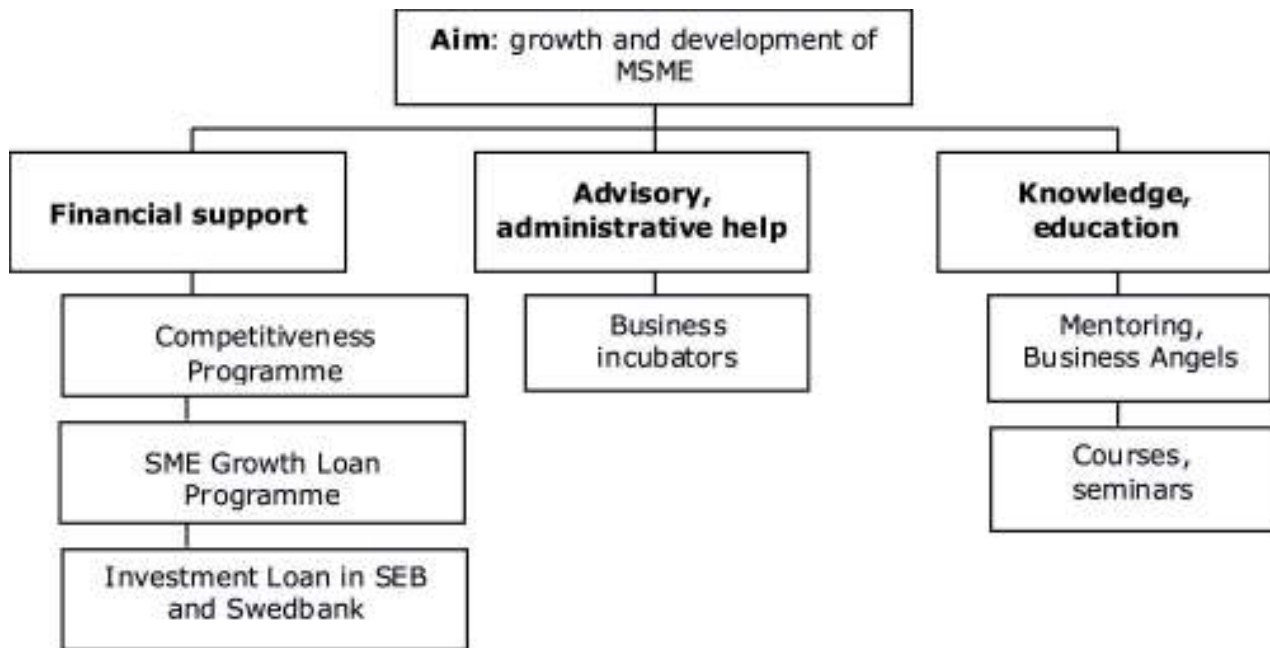 Aim: growth and development of
MSME
Financial support
Advisory,
administrative help
Knowledge,
education
Competitiveness
Programme
Business
incubators
Mentoring,
Business Angels
SME Growth Loan
Programme
Courses,
seminars
Investment Loan in SEB
and Swedbank